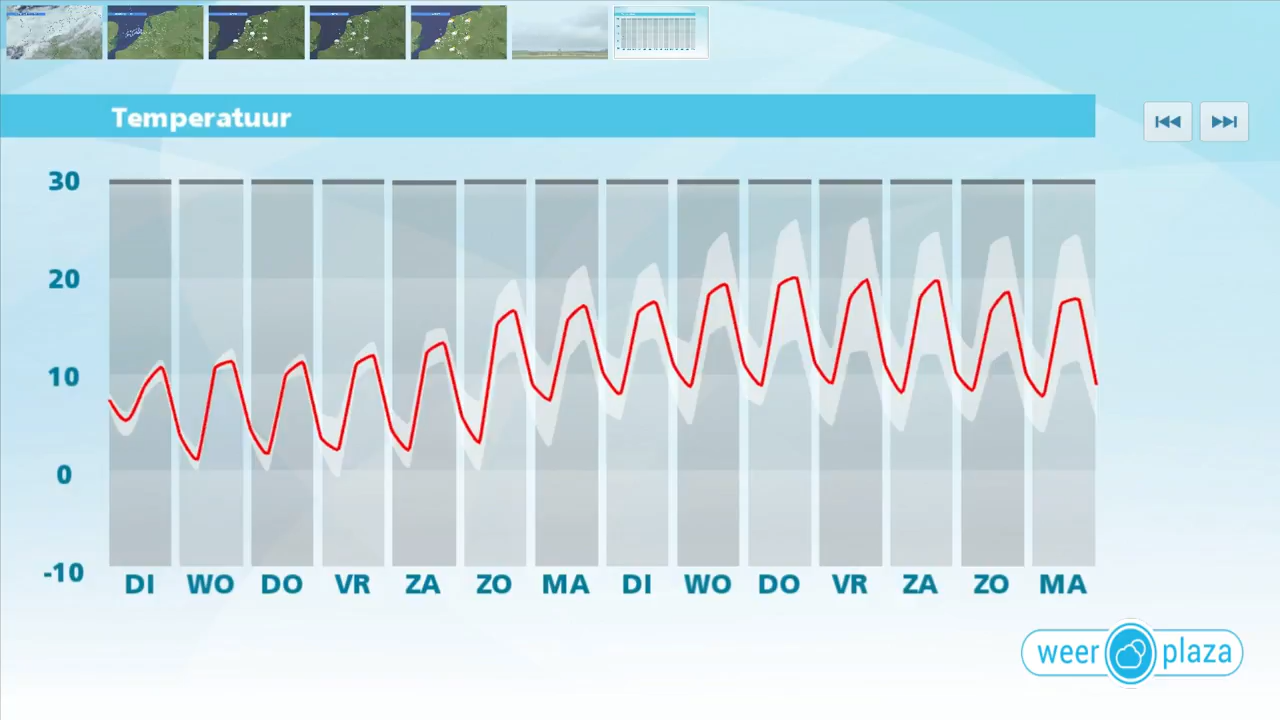 Temperatuur
30
20
10
0
-10
DI WO DO VR ZA ZO MA DI WO DO VR ZA ZO MA
weer plaza